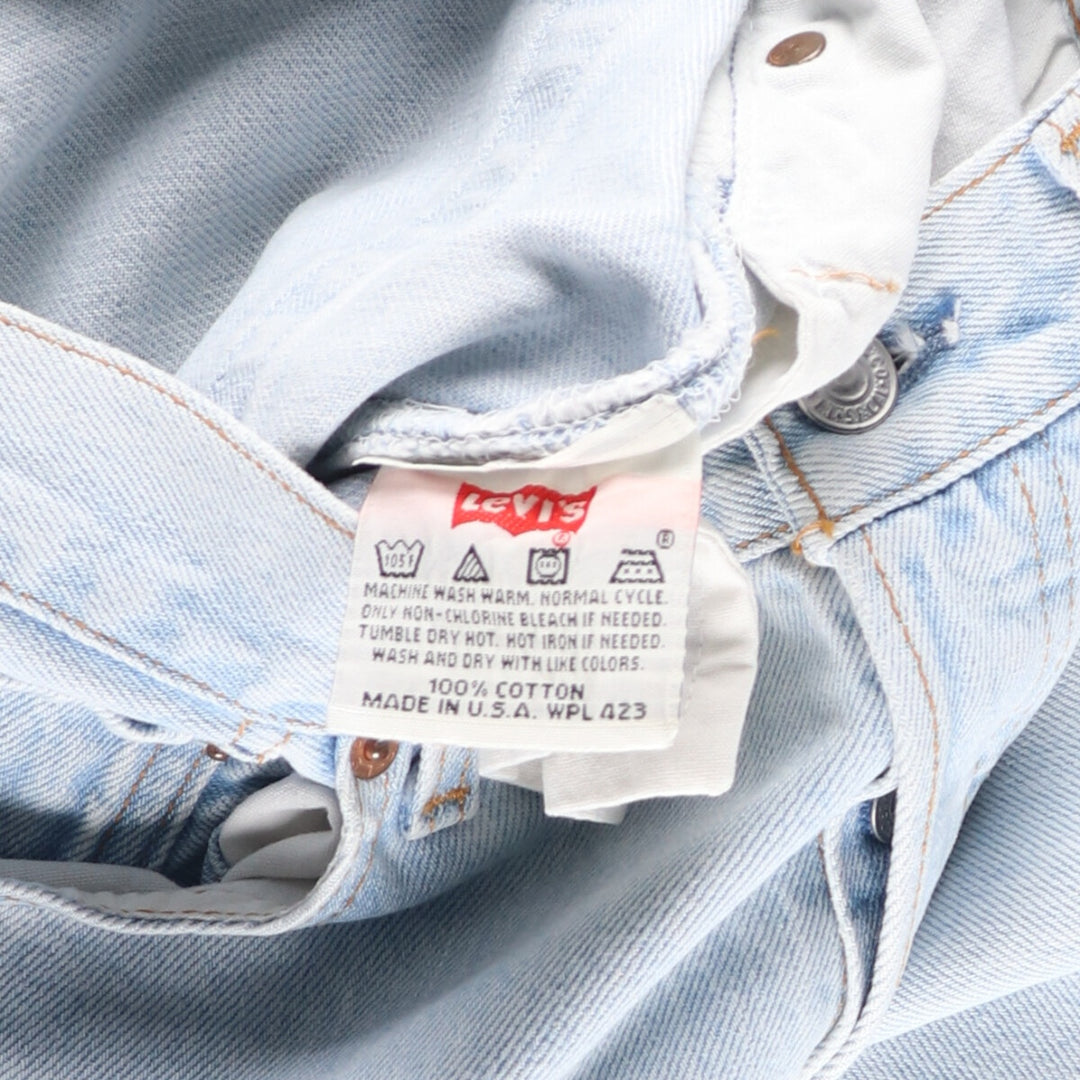 LEVI'S
®
®
105F
MACHINE WASH WARM. NORMAL CYCLE.
ONLY NON-CHLORINE BLEACH IF NEEDED.
TUMBLE DRY HOT. HOT IRON IF NEEDED.
WASH AND DRY WITH LIKE COLORS.
100% COTTON
MADE IN U.S.A. WPL 423